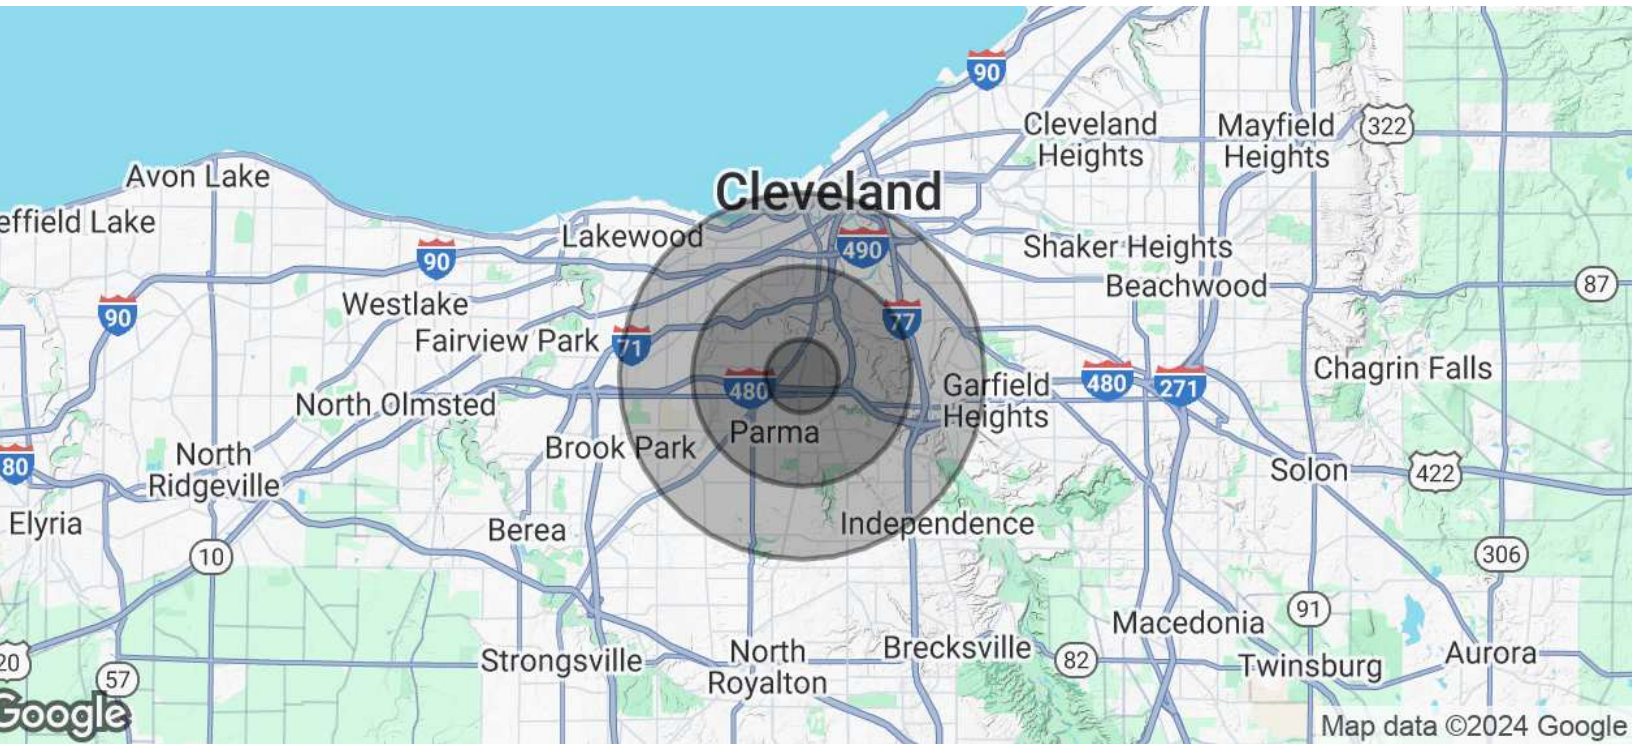 90
Cleveland
Heights
Mayfield
Heights
322
Avon Lake
Cleveland
effield Lake
Lakewood
490
Shaker Heights
90
Beachwood
87
Westlake
90
77
Fairview Park
71
Chagrin Falls
480
480
271
Garfield
Heights
North Olmsted
Parma
Brook Park
North
Ridgeville
80
Solon
422
Elyria
Berea
Independence
10
306
91
Macedonia
20
57
Strongsville
North
Royalton
Brecksville
82
Twinsburg
Aurora
Google
Map data ©2024 Google